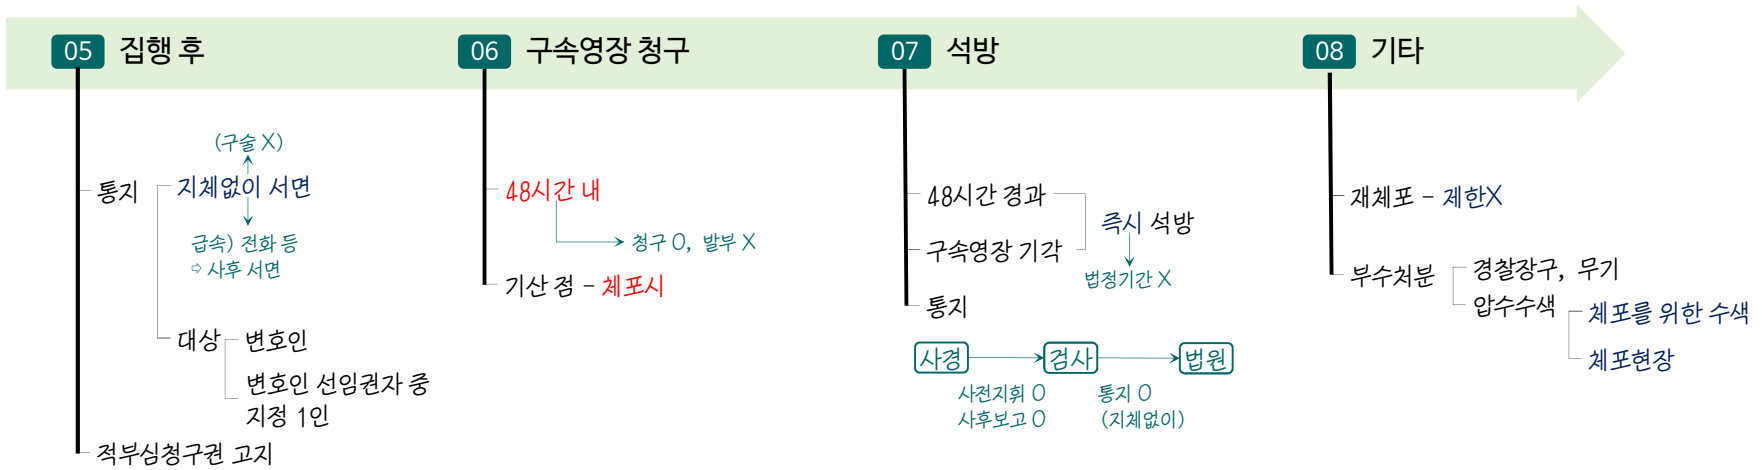 05 집행 후
통지
(구술 X)
지체없이 서면
급속) 전화 등
⇨ 사후 서면
대상
변호인
변호인 선임권자 중
지정 1인
적부심청구권 고지
06 구속영장 청구
48시간 내
청구 O, 발부 X
기산 점 - 체포시
07 석방
48시간 경과
구속영장 기각
즉시 석방
법정기간 X
통지
사경 검사 법원
사전지휘 O
사후보고 O
통지 O
(지체없이)
08 기타
재체포 - 제한X
부수처분
경찰장구, 무기
압수수색
체포를 위한 수색
체포현장